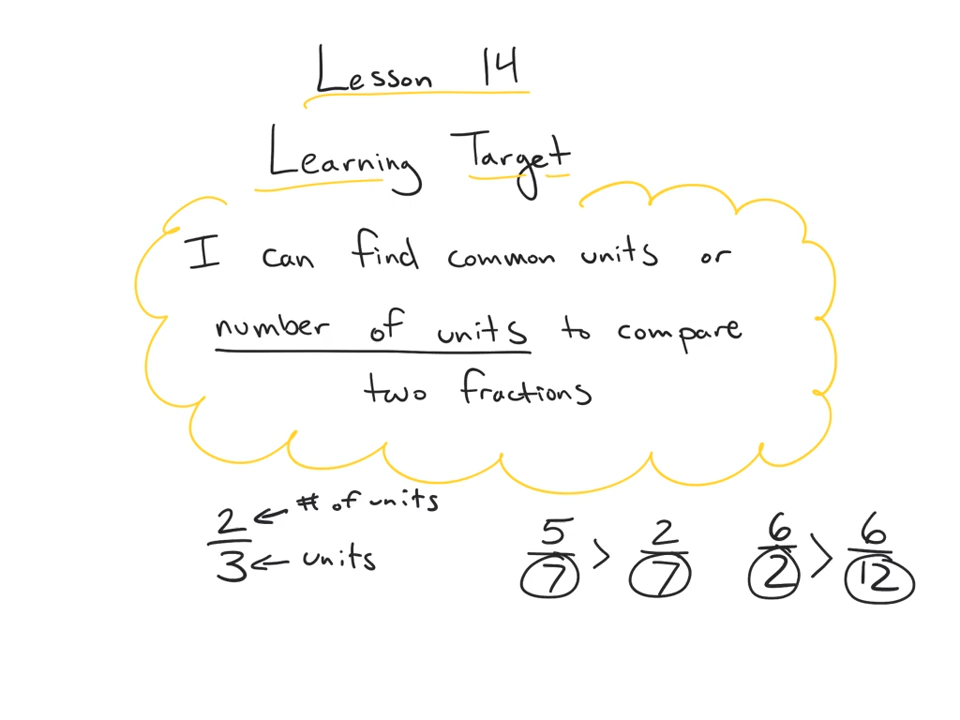 Lesson 14
Learning Target
I can find common units or
number of units to compare
two fractions
2 ← # of units
3 ← units
5/7 > 2/7
6/2 > 6/12